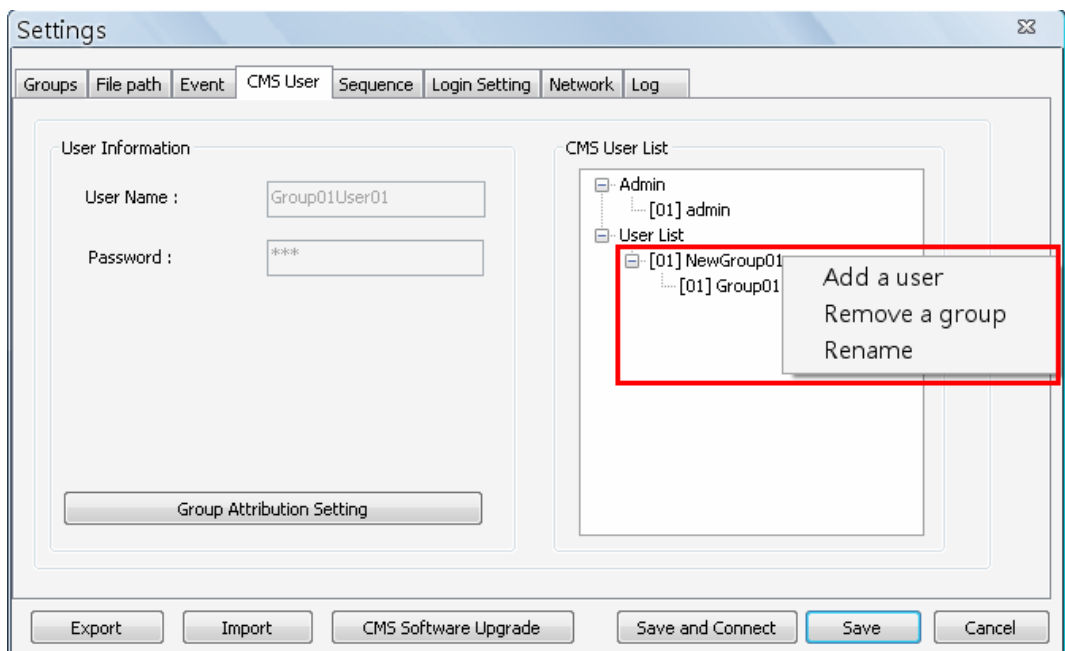 Settings
Groups File path Event CMS User Sequence Login Setting Network Log
User Information
User Name :
Group01User01
Password :
***
Group Attribution Setting
CMS User List
Admin
[01] admin
User List
[01] NewGroup01
[01] Group01
Add a user
Remove a group
Rename
Export Import CMS Software Upgrade Save and Connect Save Cancel